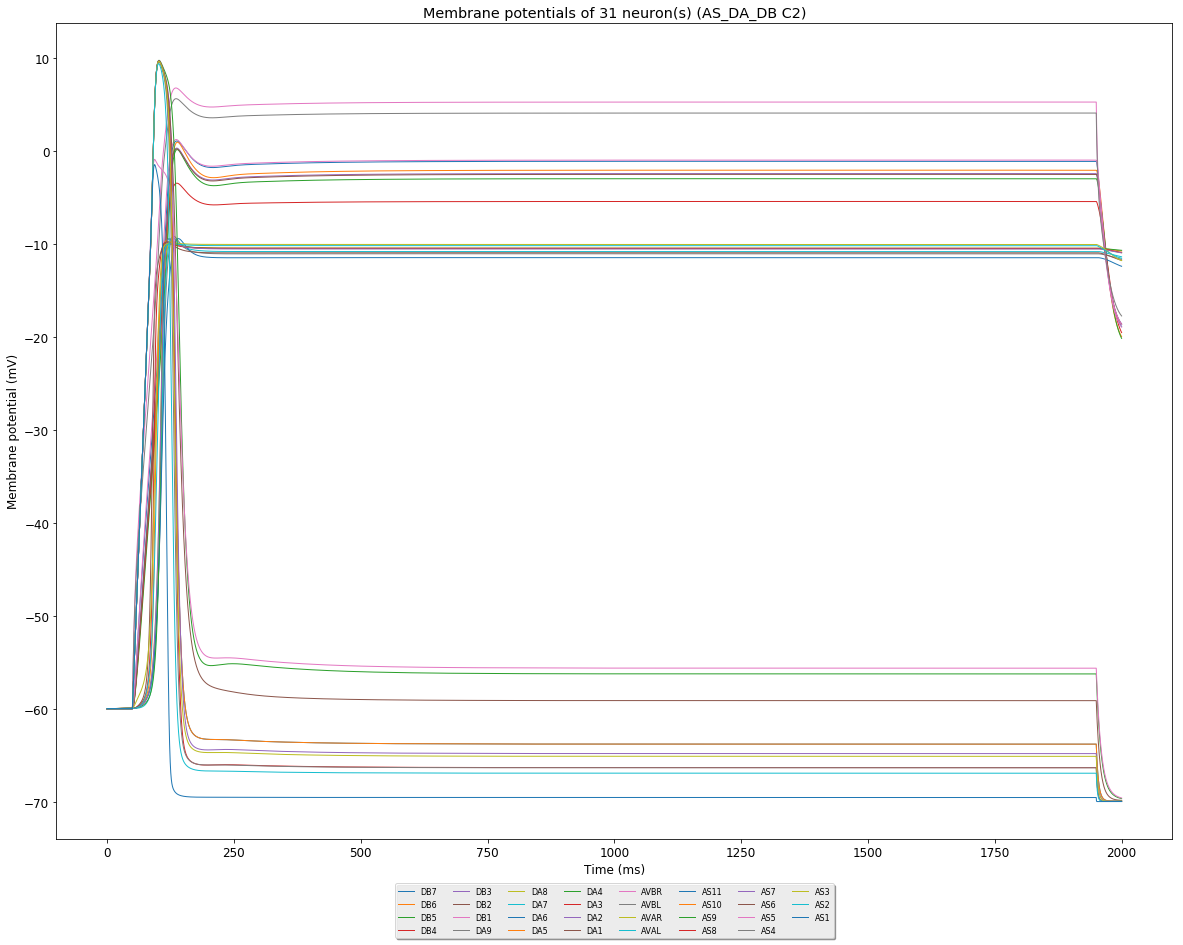 Membrane potentials of 31 neuron(s) (AS_DA_DB C2)
10
0
−10
−20
−30
−40
−50
−60
−70
Membrane potential (mV)
0 250 500 750 1000 1250 1500 1750 2000
Time (ms)
DB7 DB3 DA8 DA4 AVBR AS11 AS7 AS3
DB6 DB2 DA7 DA3 AVBL AS10 AS6 AS2
DB5 DB1 DA6 DA2 AVAR AS9 AS5 AS1
DB4 DA9 DA5 DA1 AVAL AS8 AS4